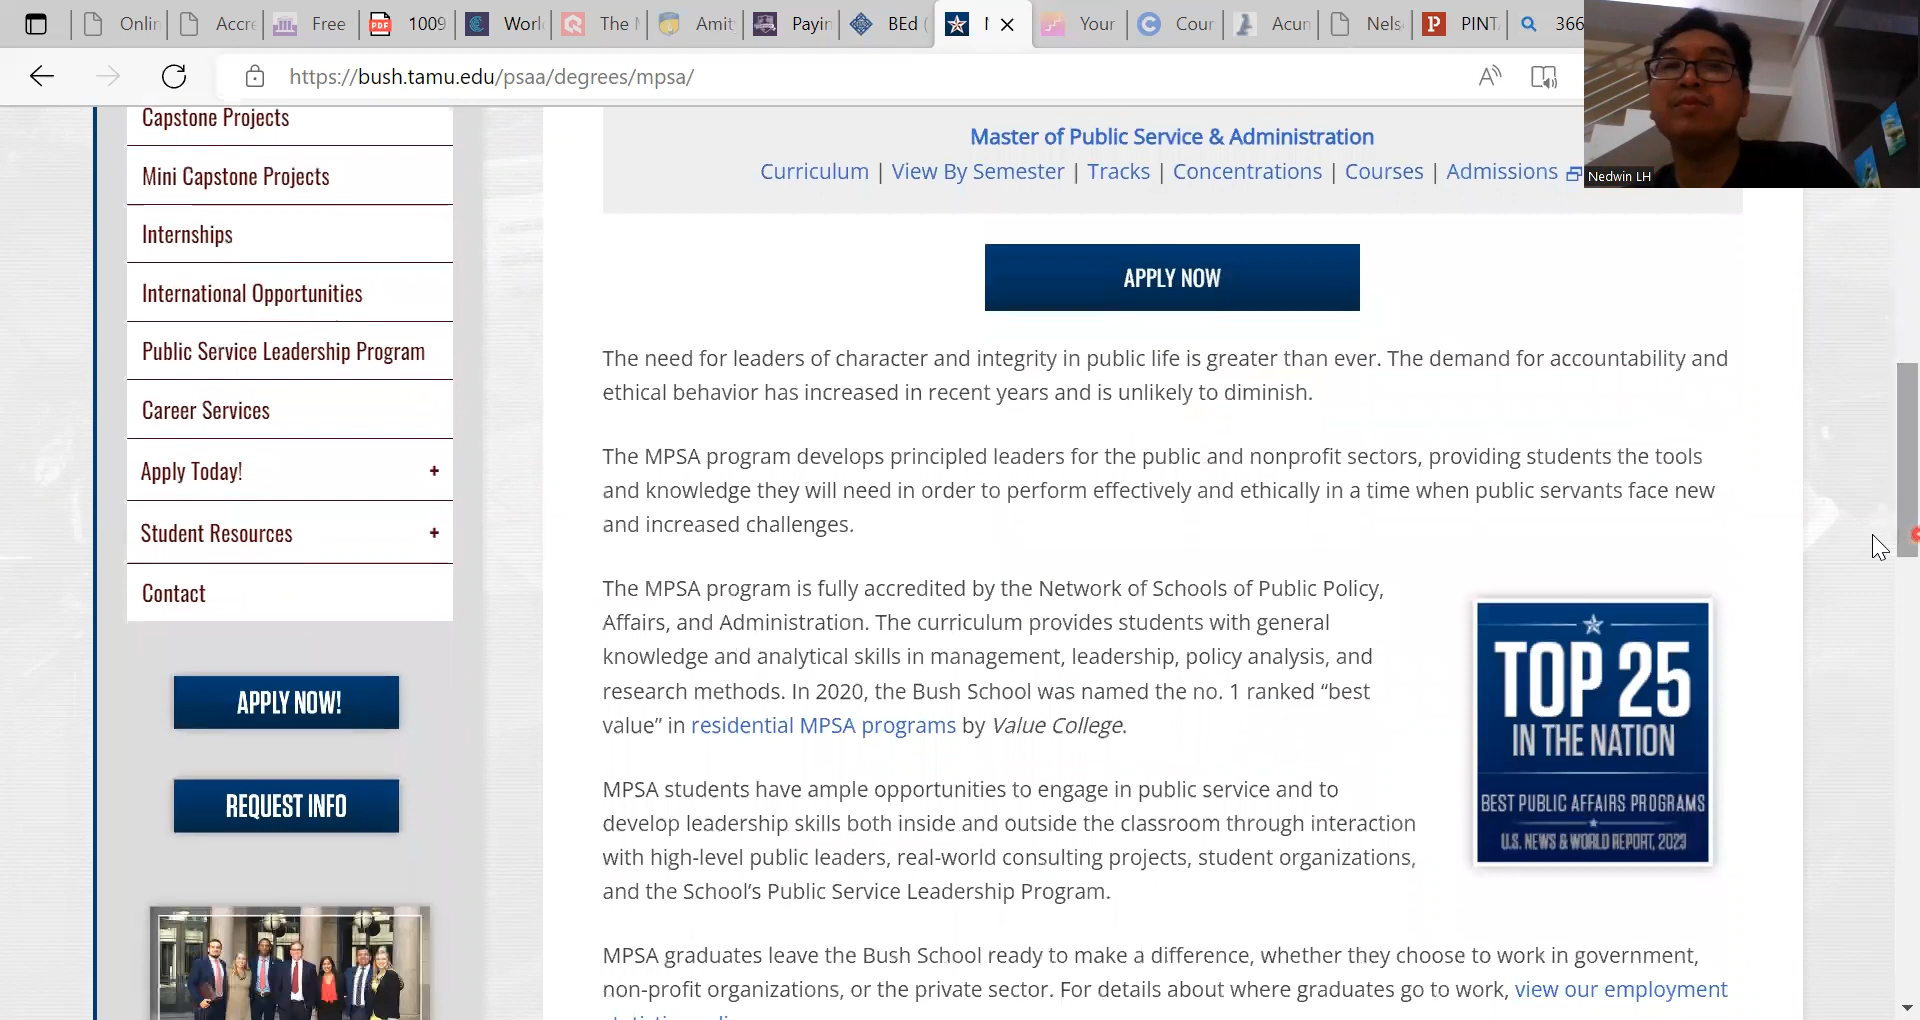 Onlin
Accre
Free
PDF
1009
Worl
The
Amit
Payin
BEd
Your
Cour
Acun
Nels
PINT
366
https://bush.tamu.edu/psaa/degrees/mpsa/
Nedwin LH
Capstone Projects
Mini Capstone Projects
Internships
International Opportunities
Public Service Leadership Program
Career Services
Apply Today! +
Student Resources +
Contact
APPLY NOW!
REQUEST INFO
Master of Public Service & Administration
Curriculum | View By Semester | Tracks | Concentrations | Courses | Admissions
APPLY NOW
The need for leaders of character and integrity in public life is greater than ever. The demand for accountability and
ethical behavior has increased in recent years and is unlikely to diminish.
The MPSA program develops principled leaders for the public and nonprofit sectors, providing students the tools
and knowledge they will need in order to perform effectively and ethically in a time when public servants face new
and increased challenges.
The MPSA program is fully accredited by the Network of Schools of Public Policy,
Affairs, and Administration. The curriculum provides students with general
knowledge and analytical skills in management, leadership, policy analysis, and
research methods. In 2020, the Bush School was named the no. 1 ranked “best
value” in residential MPSA programs by Value College.
TOP 25
IN THE NATION
BEST PUBLIC AFFAIRS PROGRAMS
U.S. NEWS & WORLD REPORT, 2023
MPSA students have ample opportunities to engage in public service and to
develop leadership skills both inside and outside the classroom through interaction
with high-level public leaders, real-world consulting projects, student organizations,
and the School’s Public Service Leadership Program.
MPSA graduates leave the Bush School ready to make a difference, whether they choose to work in government,
non-profit organizations, or the private sector. For details about where graduates go to work, view our employment